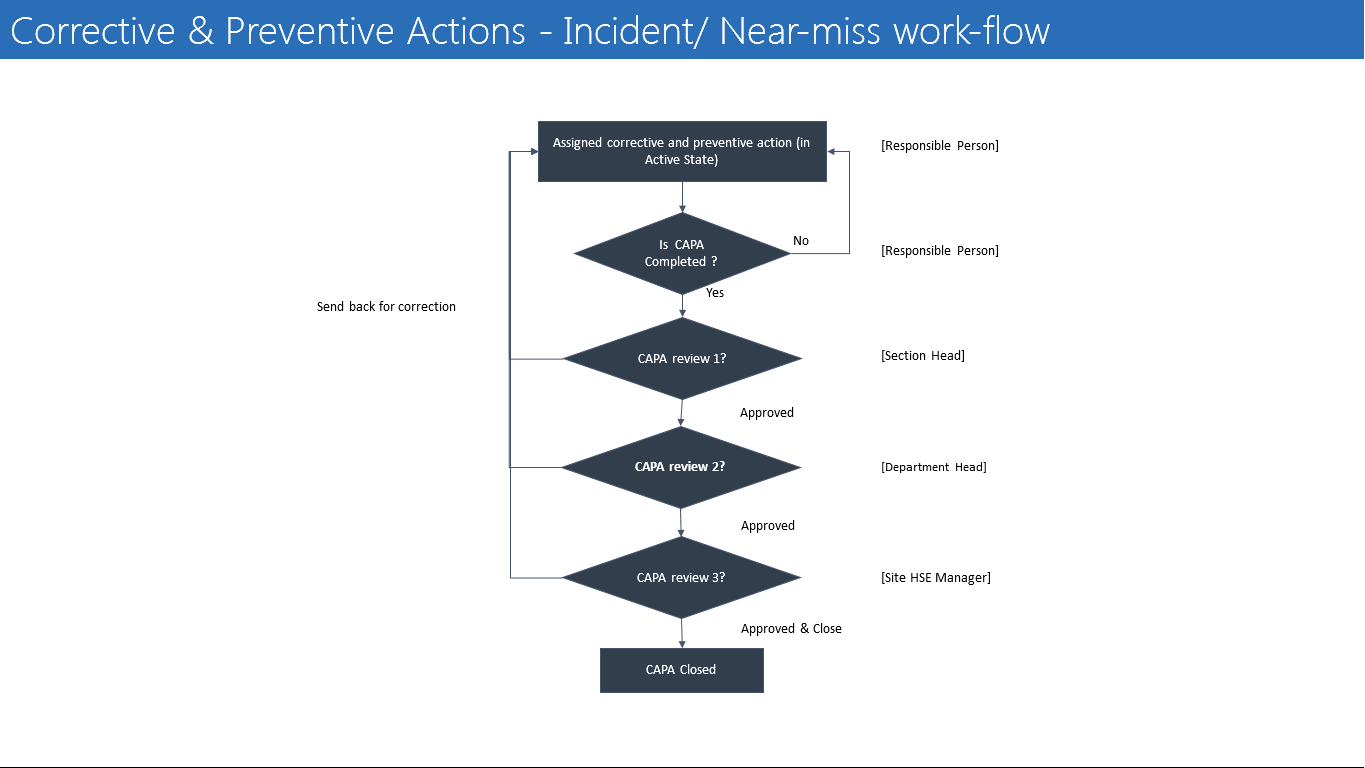 Corrective & Preventive Actions - Incident/ Near-miss work-flow
Assigned corrective and preventive action (in
Active State)
[Responsible Person]
Is CAPA
Completed ?
No
[Responsible Person]
Yes
Send back for correction
CAPA review 1?
[Section Head]
Approved
CAPA review 2?
[Department Head]
Approved
CAPA review 3?
[Site HSE Manager]
Approved & Close
CAPA Closed